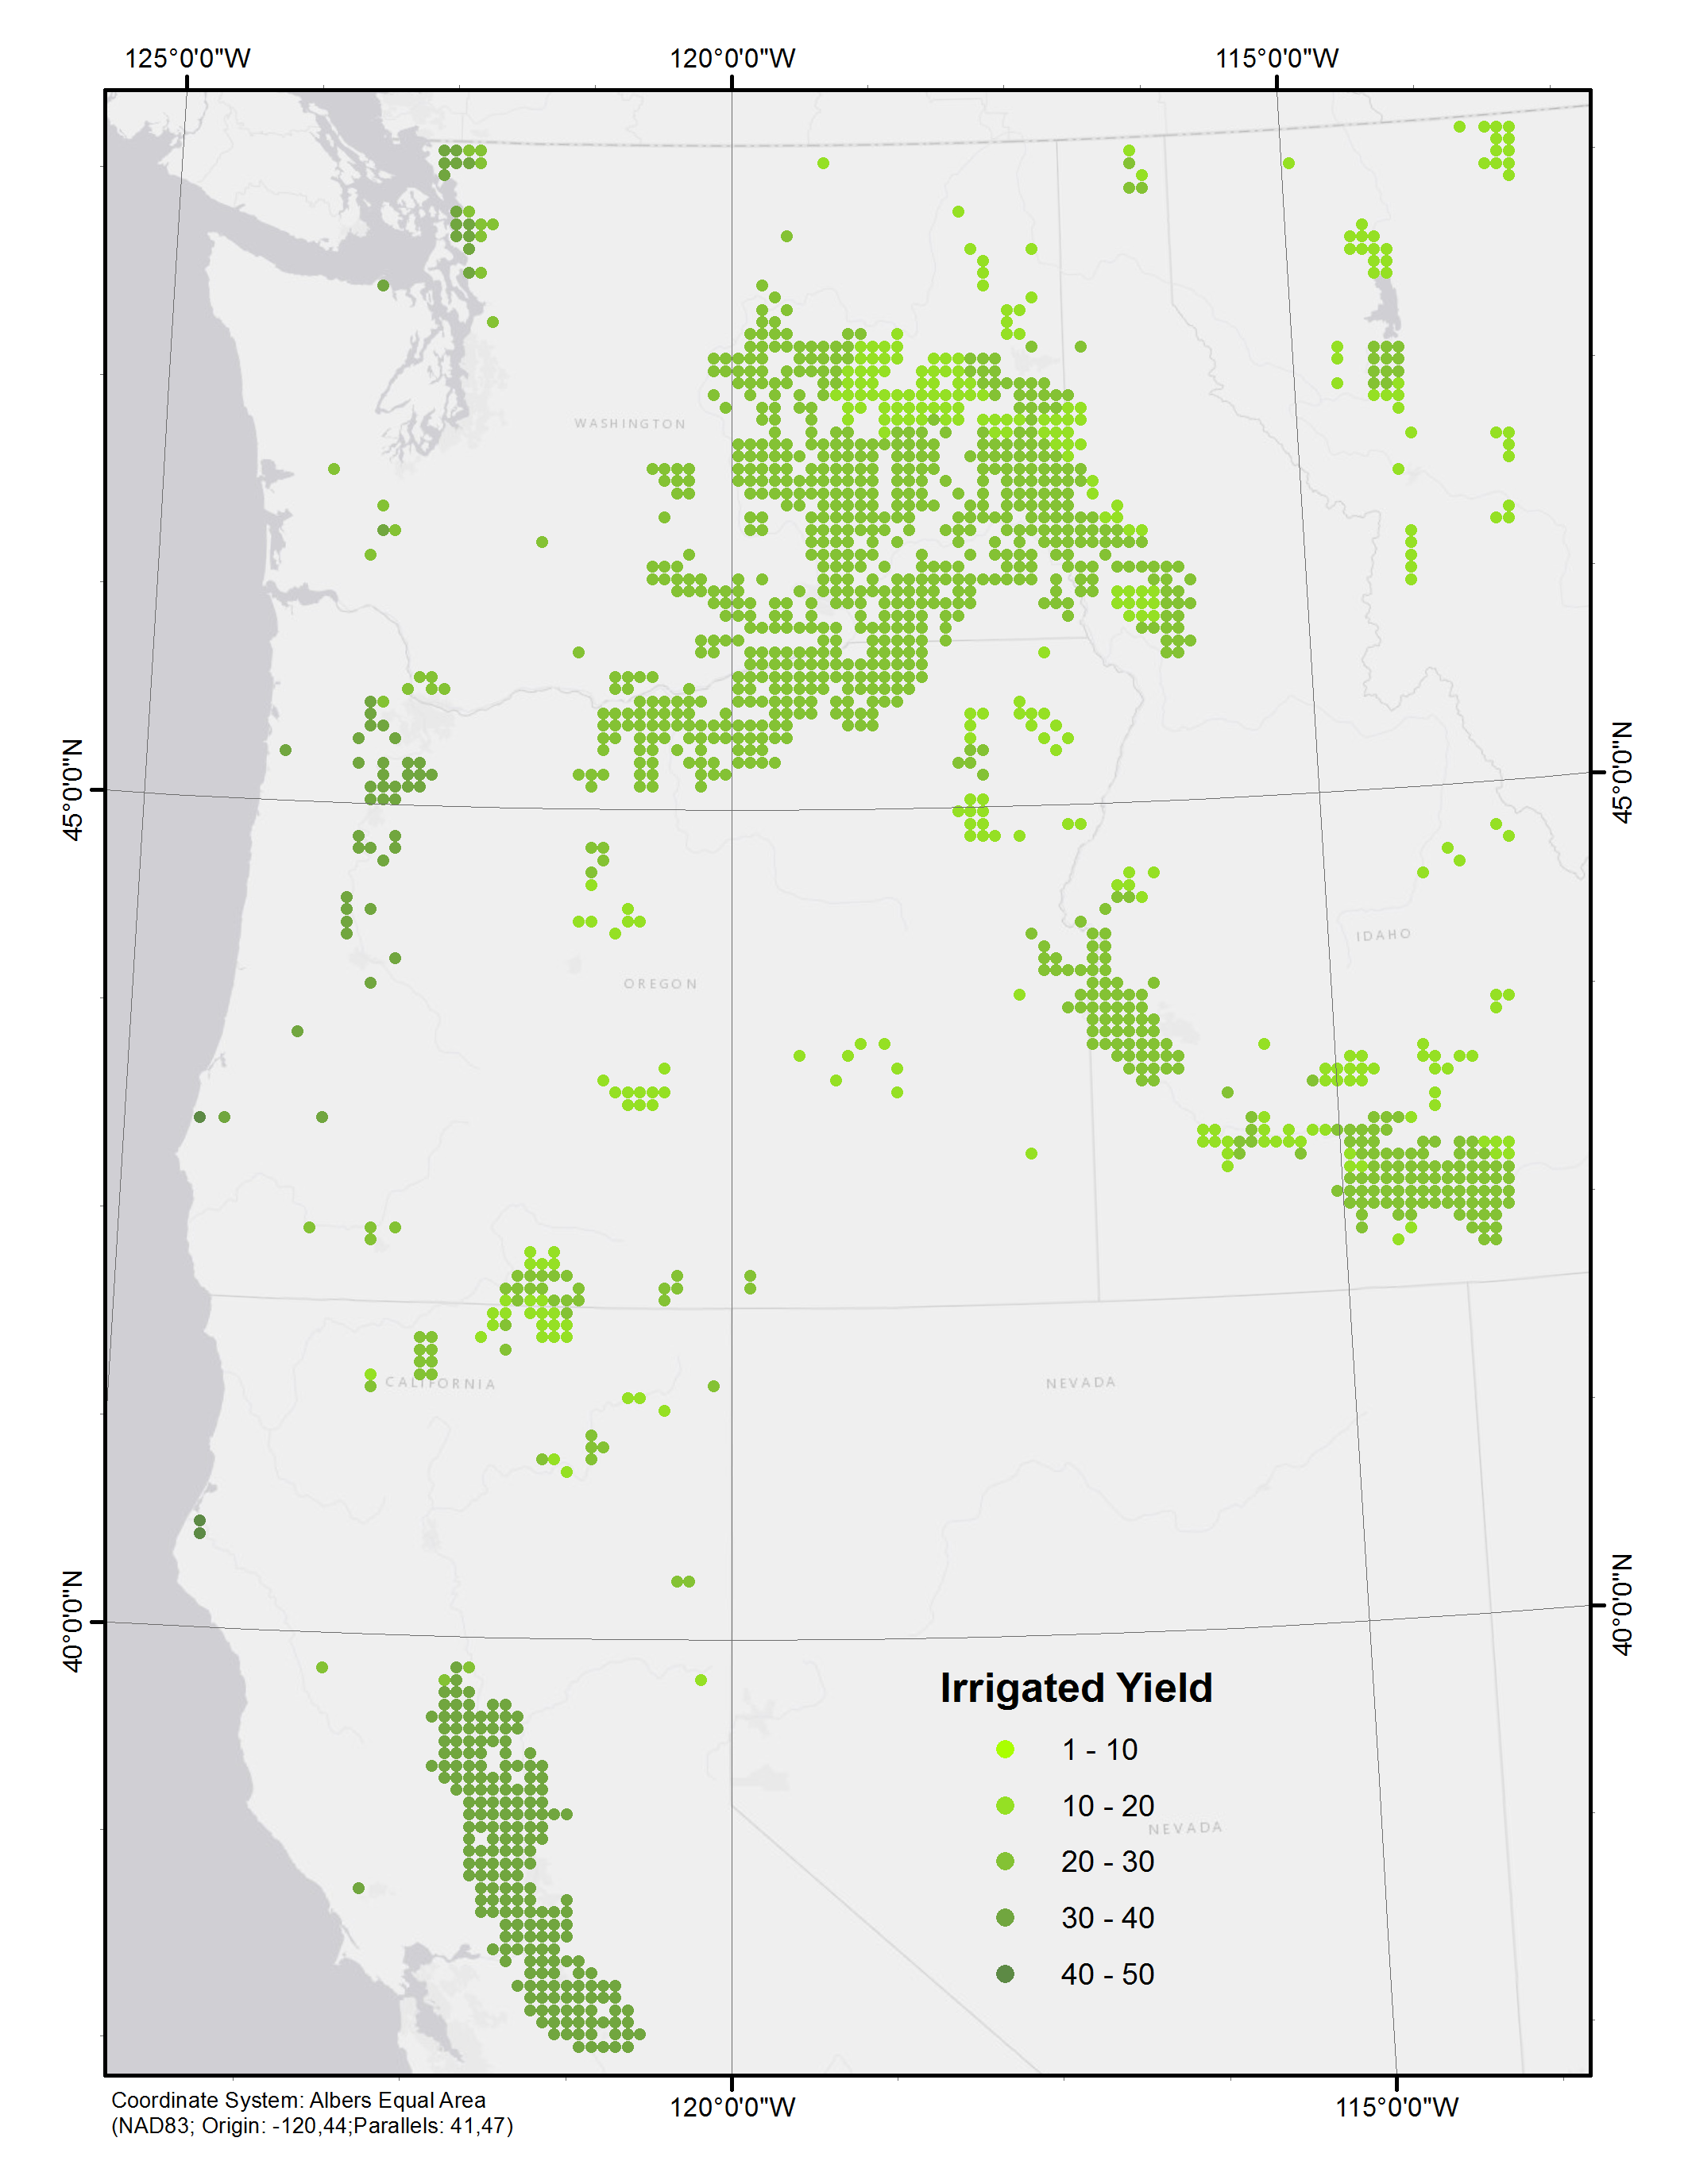 125°0'0"W 120°0'0"W 115°0'0"W
WASHINGTON
45°0'0"N 45°0'0"N
IDAHO
OREGON
CALIFORNIA NEVADA
40°0'0"N 40°0'0"N
Irrigated Yield
1 - 10
10 - 20
NEVADA
20 - 30
30 - 40
40 - 50
Coordinate System: Albers Equal Area
(NAD83; Origin: -120,44;Parallels: 41,47)
120°0'0"W 115°0'0"W